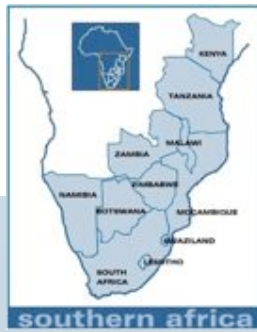 KENYA
TANZANIA
MALAWI
ZAMBIA
ZIMBABWE
NAMIBIA
BOTSWANA
MOCAMBIQUE
SWAZILAND
LESOTHO
SOUTH
AFRICA
southern africa